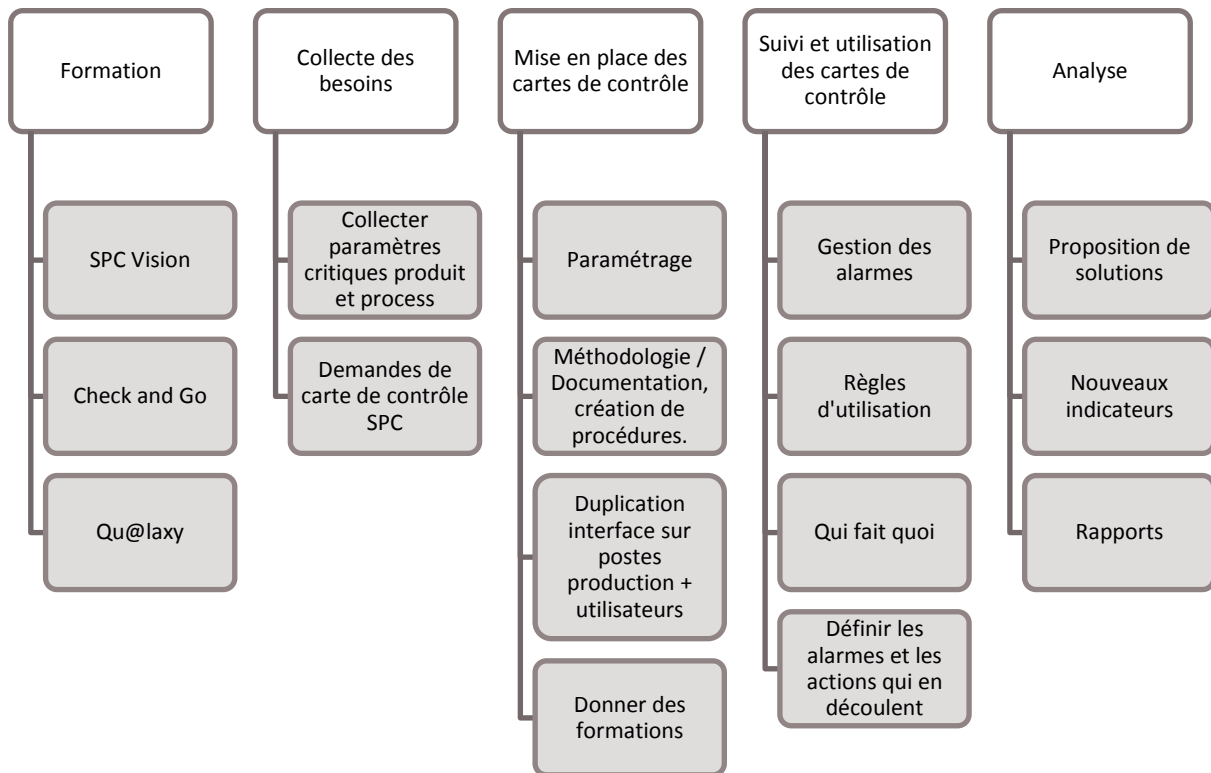 Formation
SPC Vision
Check and Go
Qu@laxy
Collecte des
besoins
Collecter
paramètres
critiques produit
et process
Demandes de
carte de contrôle
SPC
Mise en place des
cartes de contrôle
Paramétrage
Méthodologie /
Documentation,
création de
procédures.
Duplication
interface sur
postes
production +
utilisateurs
Donner des
formations
Suivi et utilisation
des cartes de
contrôle
Gestion des
alarmes
Règles
d'utilisation
Qui fait quoi
Définir les
alarmes et les
actions qui en
découlent
Analyse
Proposition de
solutions
Nouveaux
indicateurs
Rapports